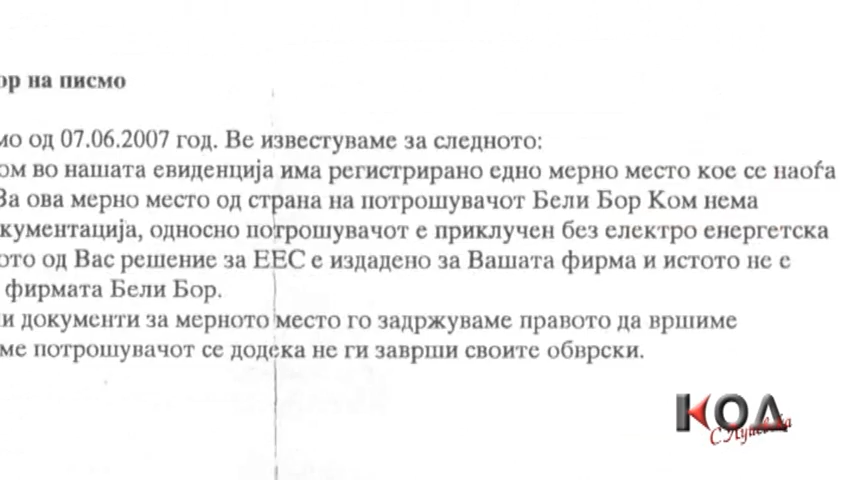 ор на писмо
мо од 07.06.2007 год. Ве известуваме за следното:
ом во нашата евиденција има регистрирано едно мерно место кое се наоѓа
За ова мерно место од страна на потрошувачот Бели Бор Ком нема
кументација, односно потрошувачот е приклучен без електро енергетска
ото од Вас решение за ЕЕС е издадено за Вашата фирма и истото не е
фирмата Бели Бор.
и документи за мерното место го задржуваме правото да вршиме
ме потрошувачот се додека не ги заврши своите обврски.
КОД